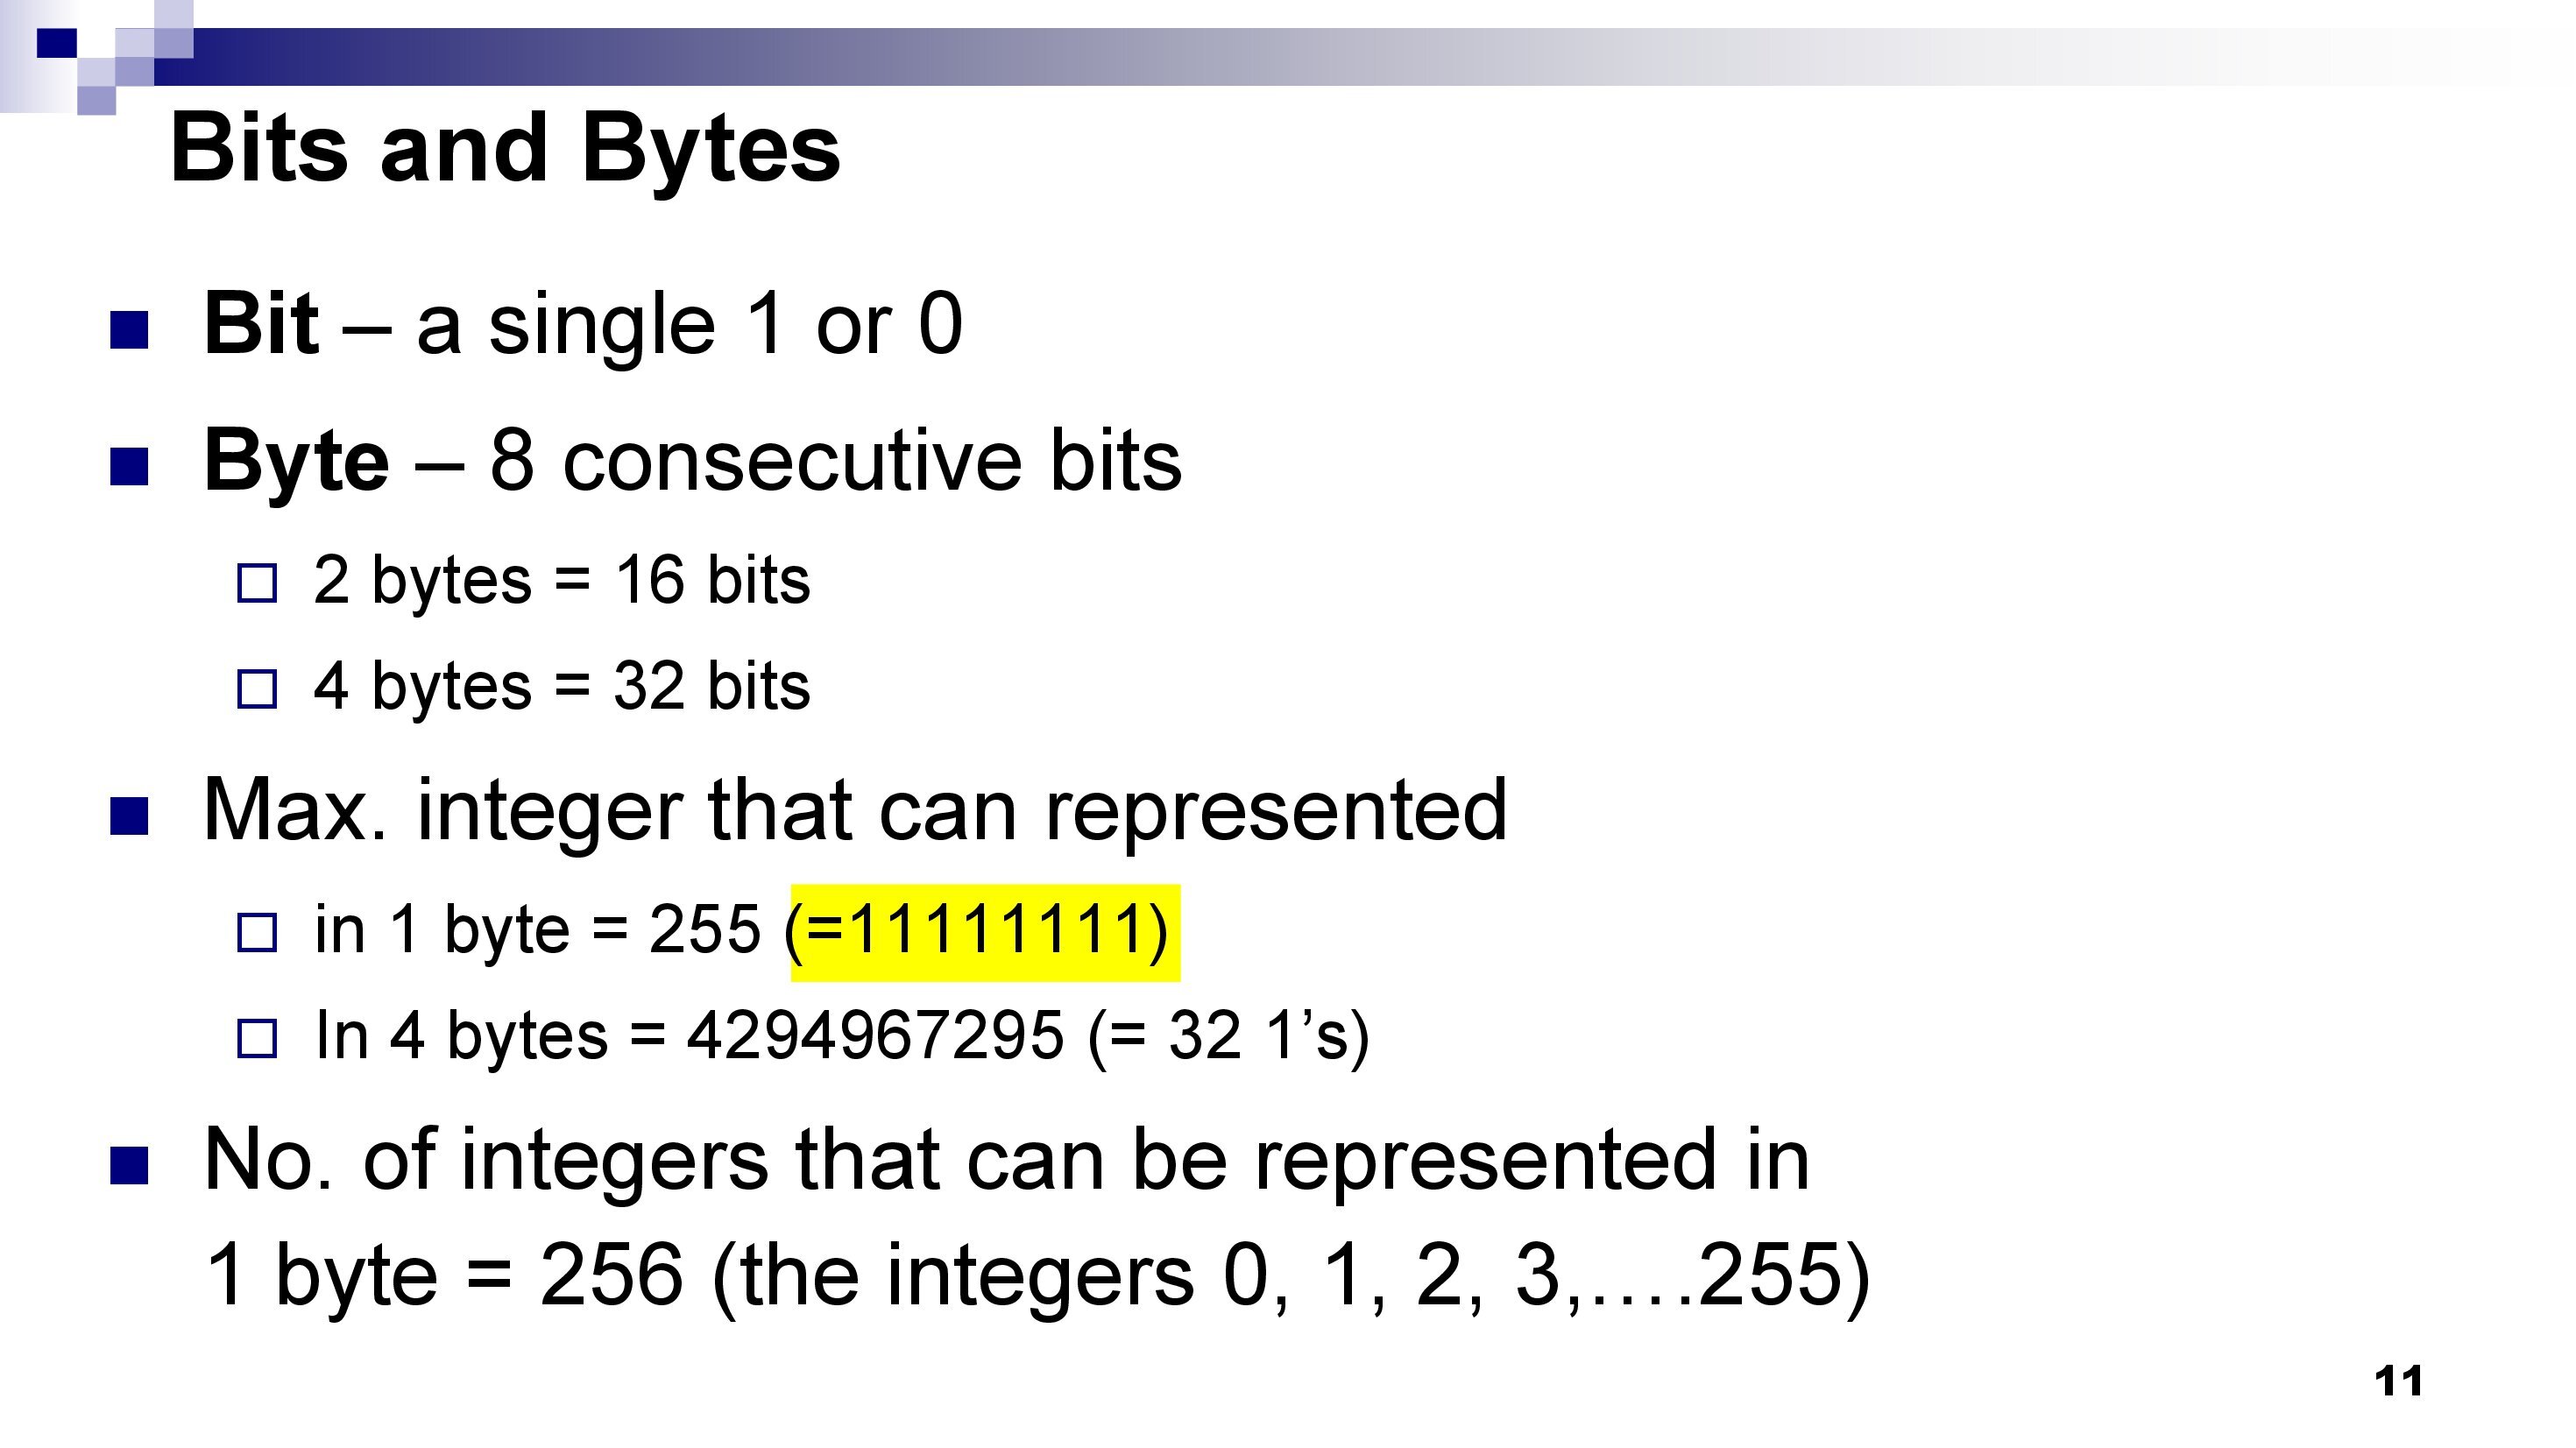 Bits and Bytes
Bit – a single 1 or 0
Byte – 8 consecutive bits
2 bytes = 16 bits
4 bytes = 32 bits
Max. integer that can represented
in 1 byte = 255 (=11111111)
In 4 bytes = 4294967295 (= 32 1’s)
No. of integers that can be represented in
1 byte = 256 (the integers 0, 1, 2, 3,….255)
11